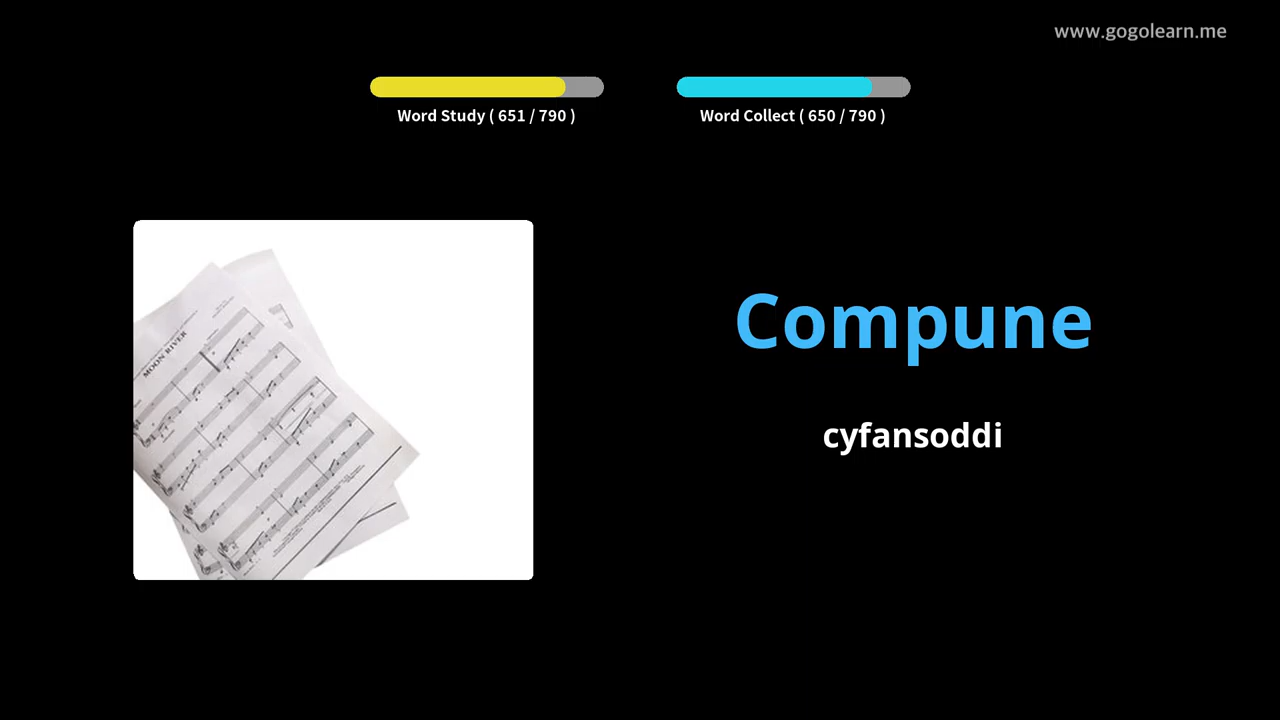 www.gogolearn.me
Word Study ( 651 / 790 )
Word Collect ( 650 / 790 )
MOON RIVER
Compune
cyfansoddi